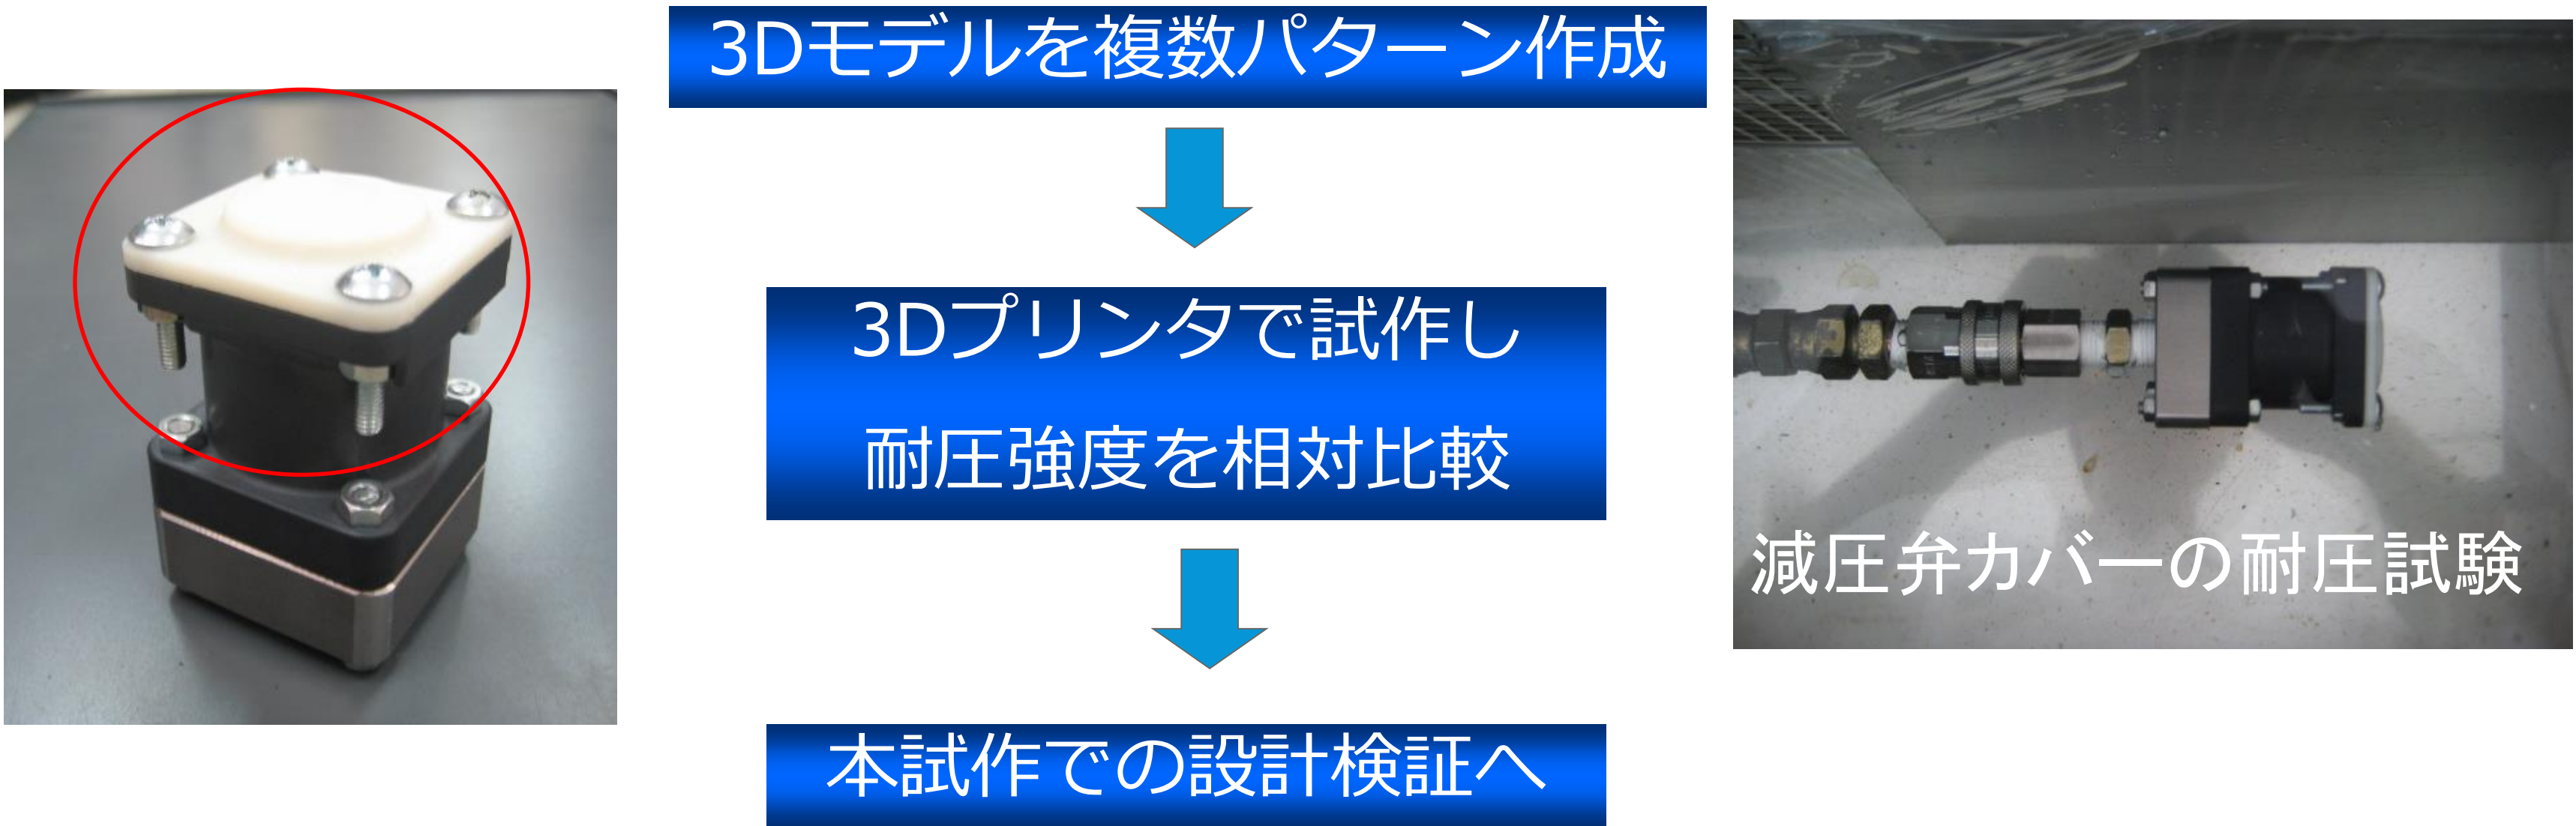 3Dモデルを複数パターン作成
3Dプリンタで試作し
耐圧強度を相対比較
本試作での設計検証へ
減圧弁カバーの耐圧試験